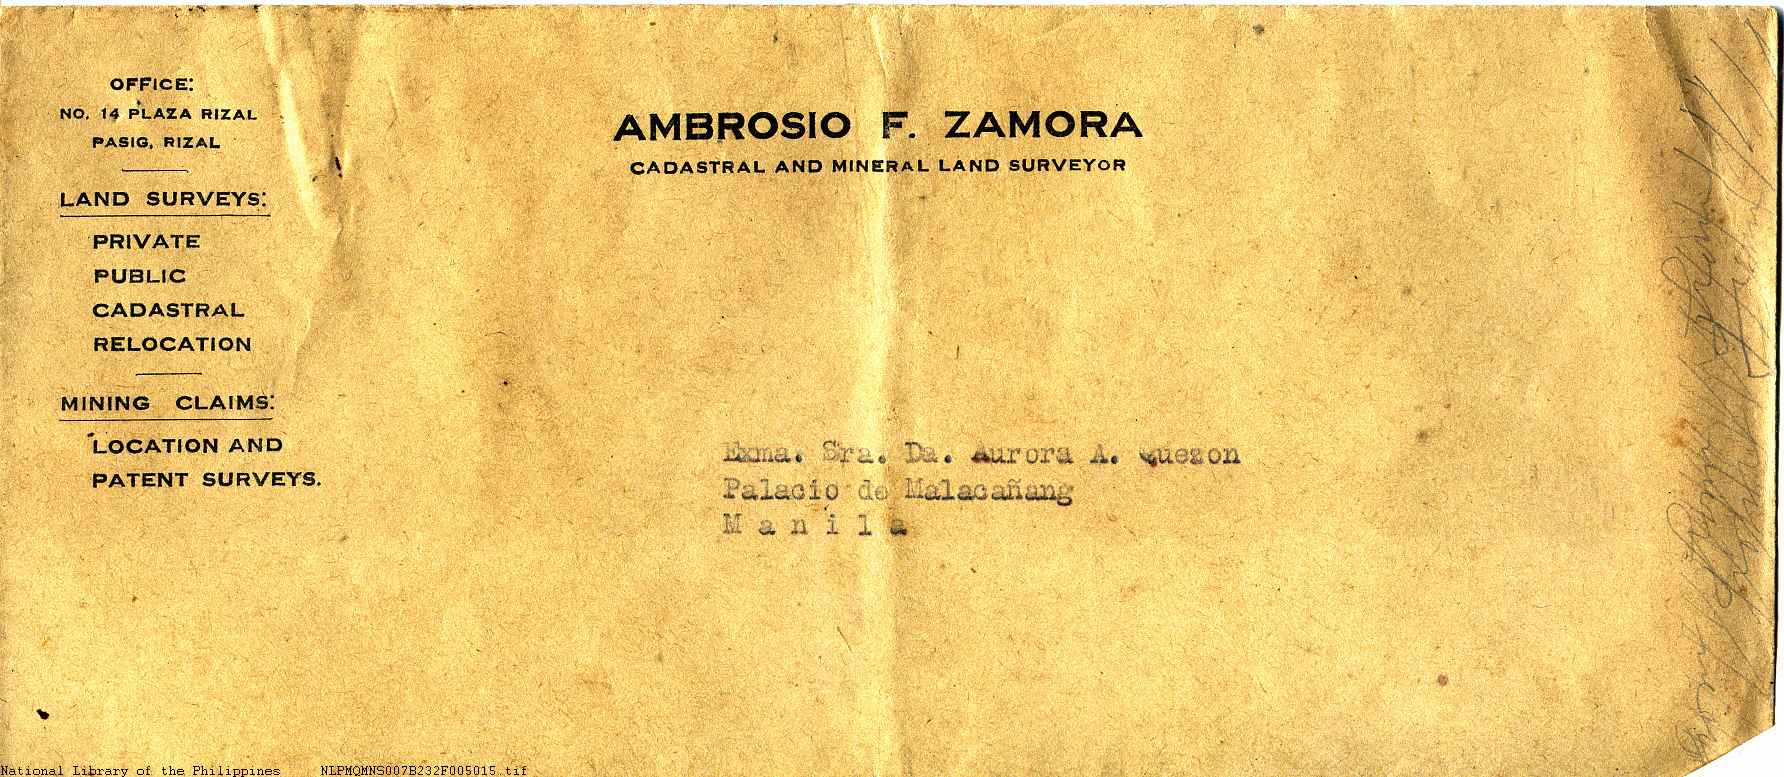 OFFICE:
NO. 14 PLAZA RIZAL
PASIG, RIZAL
LAND SURVEYS:
PRIVATE
PUBLIC
CADASTRAL
RELOCATION
MINING CLAIMS:
LOCATION AND
PATENT SURVEYS.
AMBROSIO F. ZAMORA
CADASTRAL AND MINERAL LAND SURVEYOR
Exma. Sra. Da. Aurora A. Quezon
Palacio de Malacañang
M a n i l a
National Library of the Philippines NLPMQMNS007B232F005015.tif